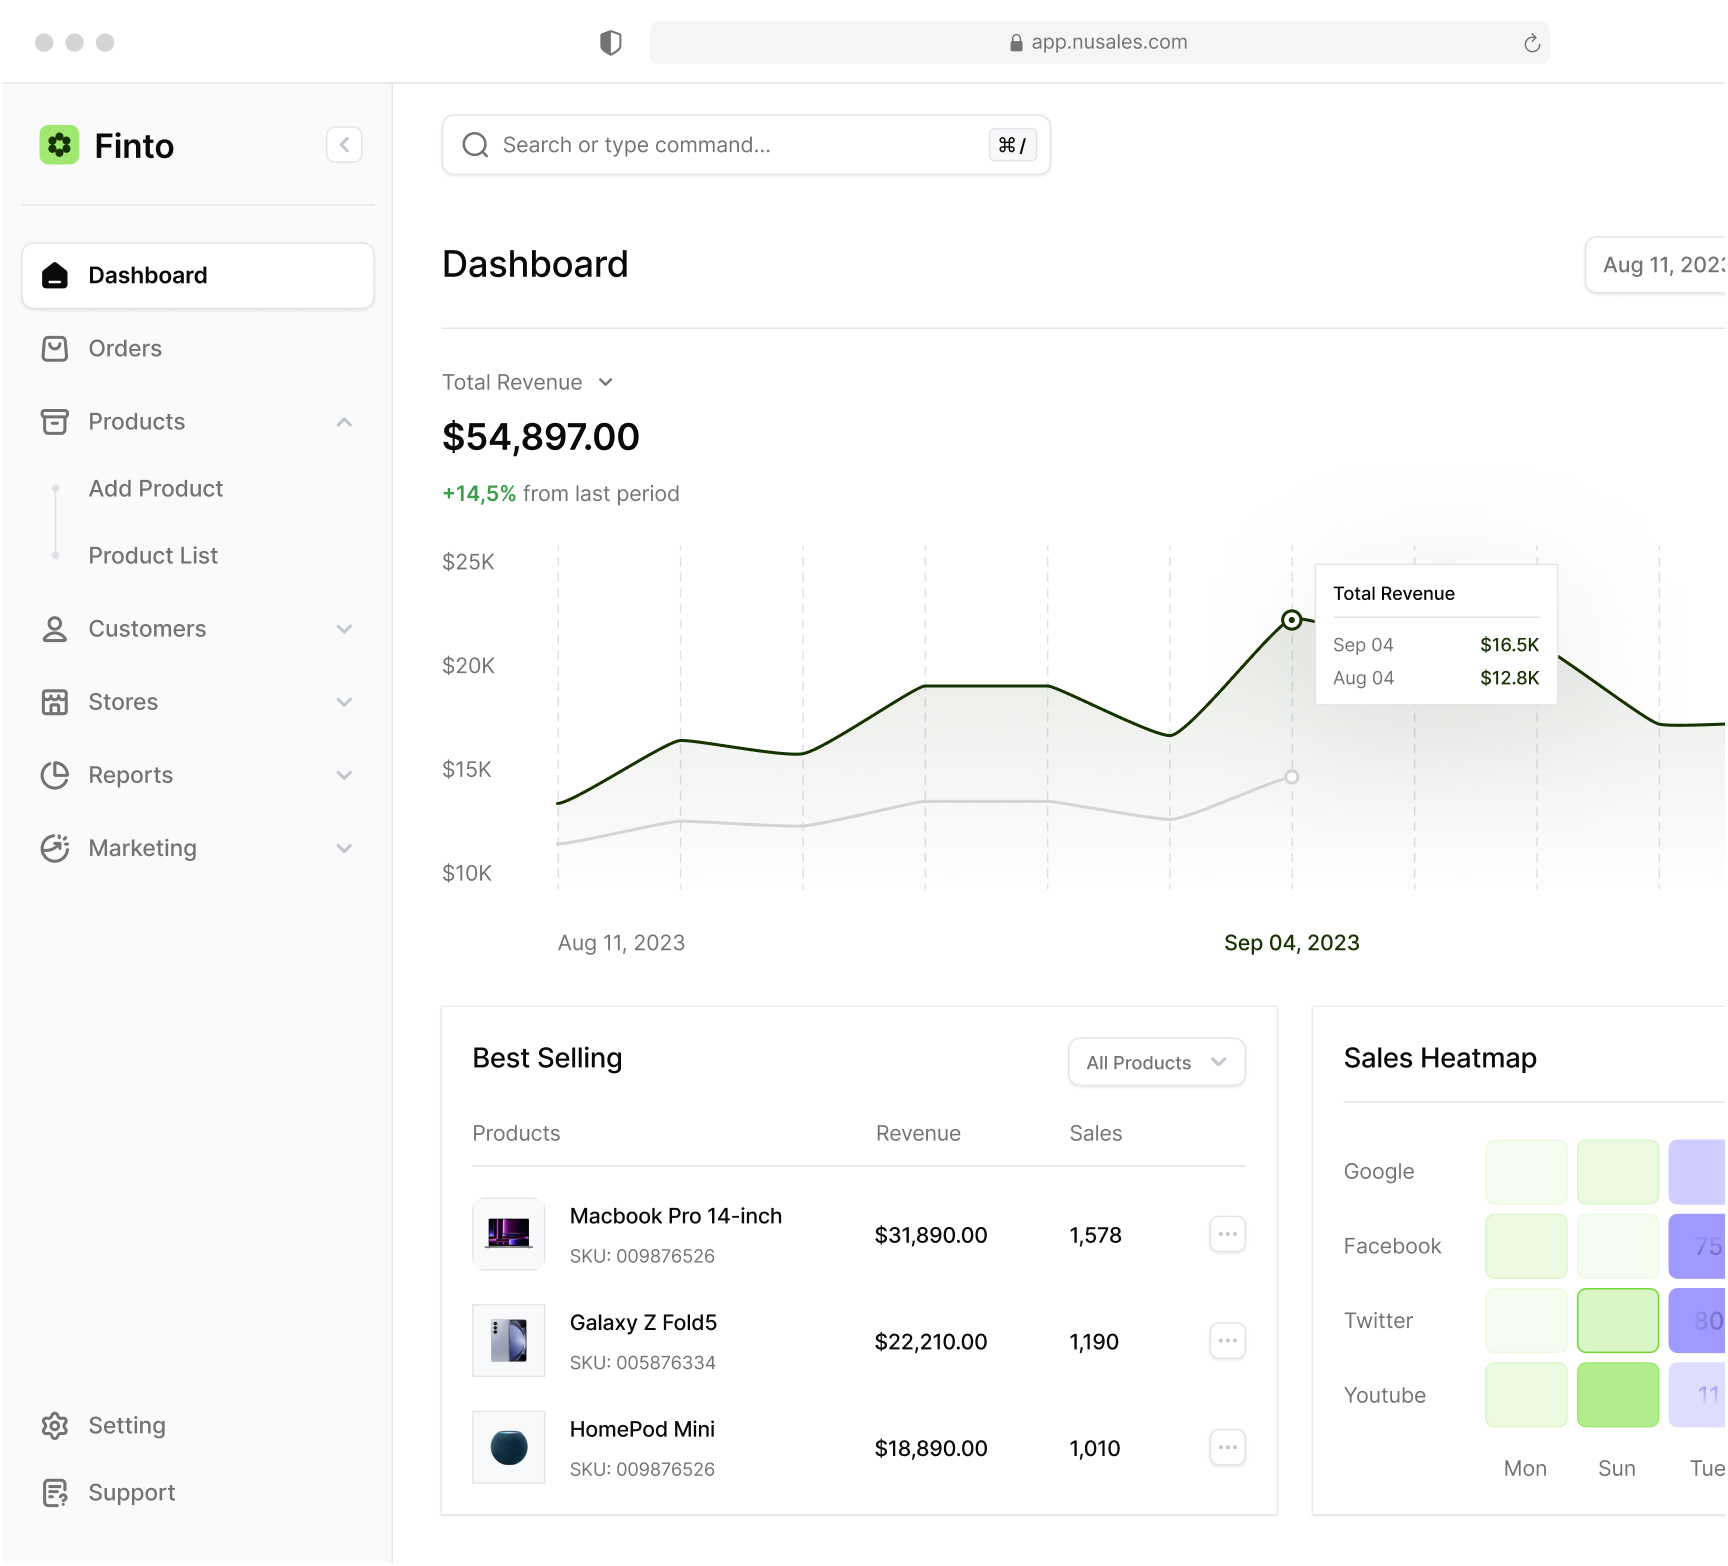 app.nusales.com
Finto
Search or type command...
⌘ /
Dashboard
Orders
Products
Add Product
Product List
Customers
Stores
Reports
Marketing
Setting
Support
Dashboard
Aug 11, 2023
Total Revenue
$54,897.00
+14,5% from last period
$25K
$20K
$15K
$10K
Total Revenue
Sep 04 $16.5K
Aug 04 $12.8K
Aug 11, 2023
Sep 04, 2023
Best Selling
All Products
Products Revenue Sales
Macbook Pro 14-inch
SKU: 009876526
$31,890.00 1,578
Galaxy Z Fold5
SKU: 005876334
$22,210.00 1,190
HomePod Mini
SKU: 009876526
$18,890.00 1,010
Sales Heatmap
Google
Facebook 75
Twitter 80
Youtube 11
Mon Sun Tue